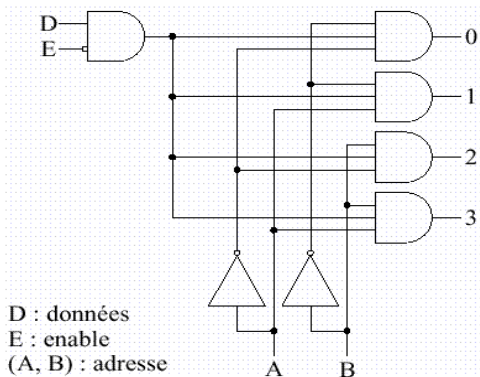 D
0
E
1
2
3
D : données
E : enable
(A, B) : adresse
A B